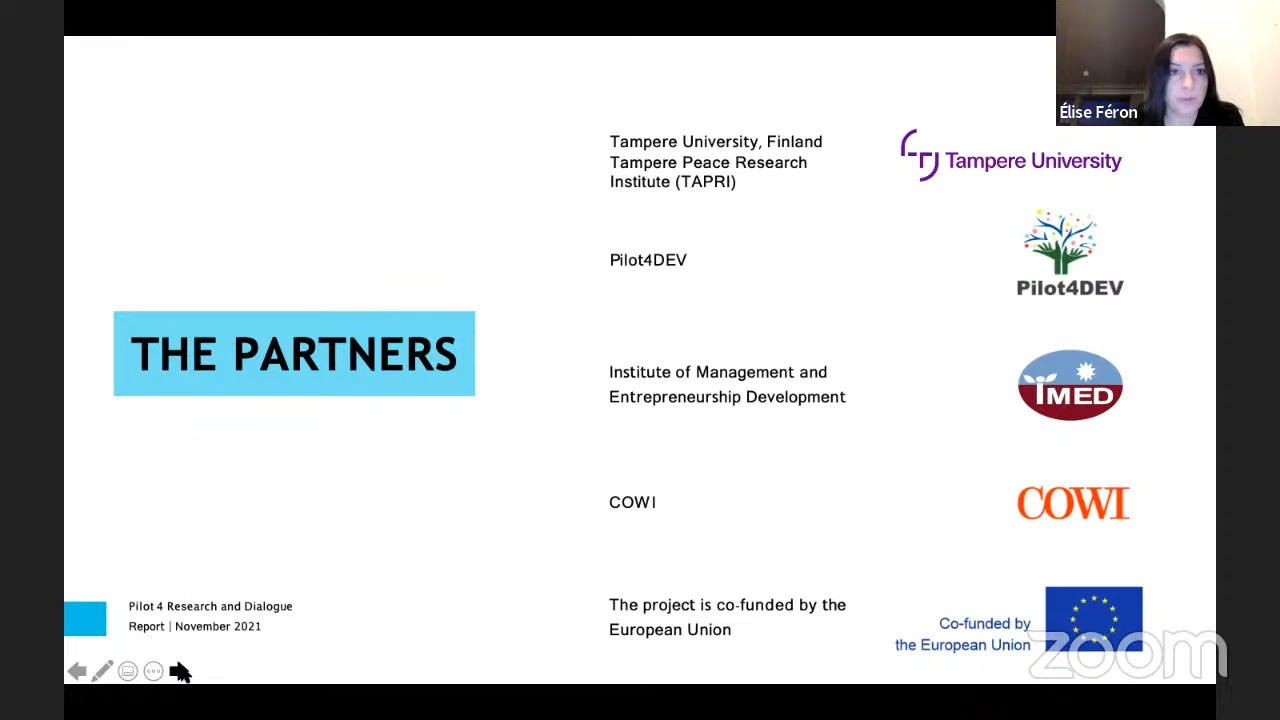 Élise Féron
Tampere University, Finland
Tampere Peace Research
Institute (TAPRI)
Tampere University
Pilot4DEV
Pilot4DEV
THE PARTNERS
Institute of Management and
Entrepreneurship Development
IMED
COWI
COWI
Pilot 4 Research and Dialogue
Report | November 2021
The project is co-funded by the
European Union
Co-funded by
the European Union
zoom